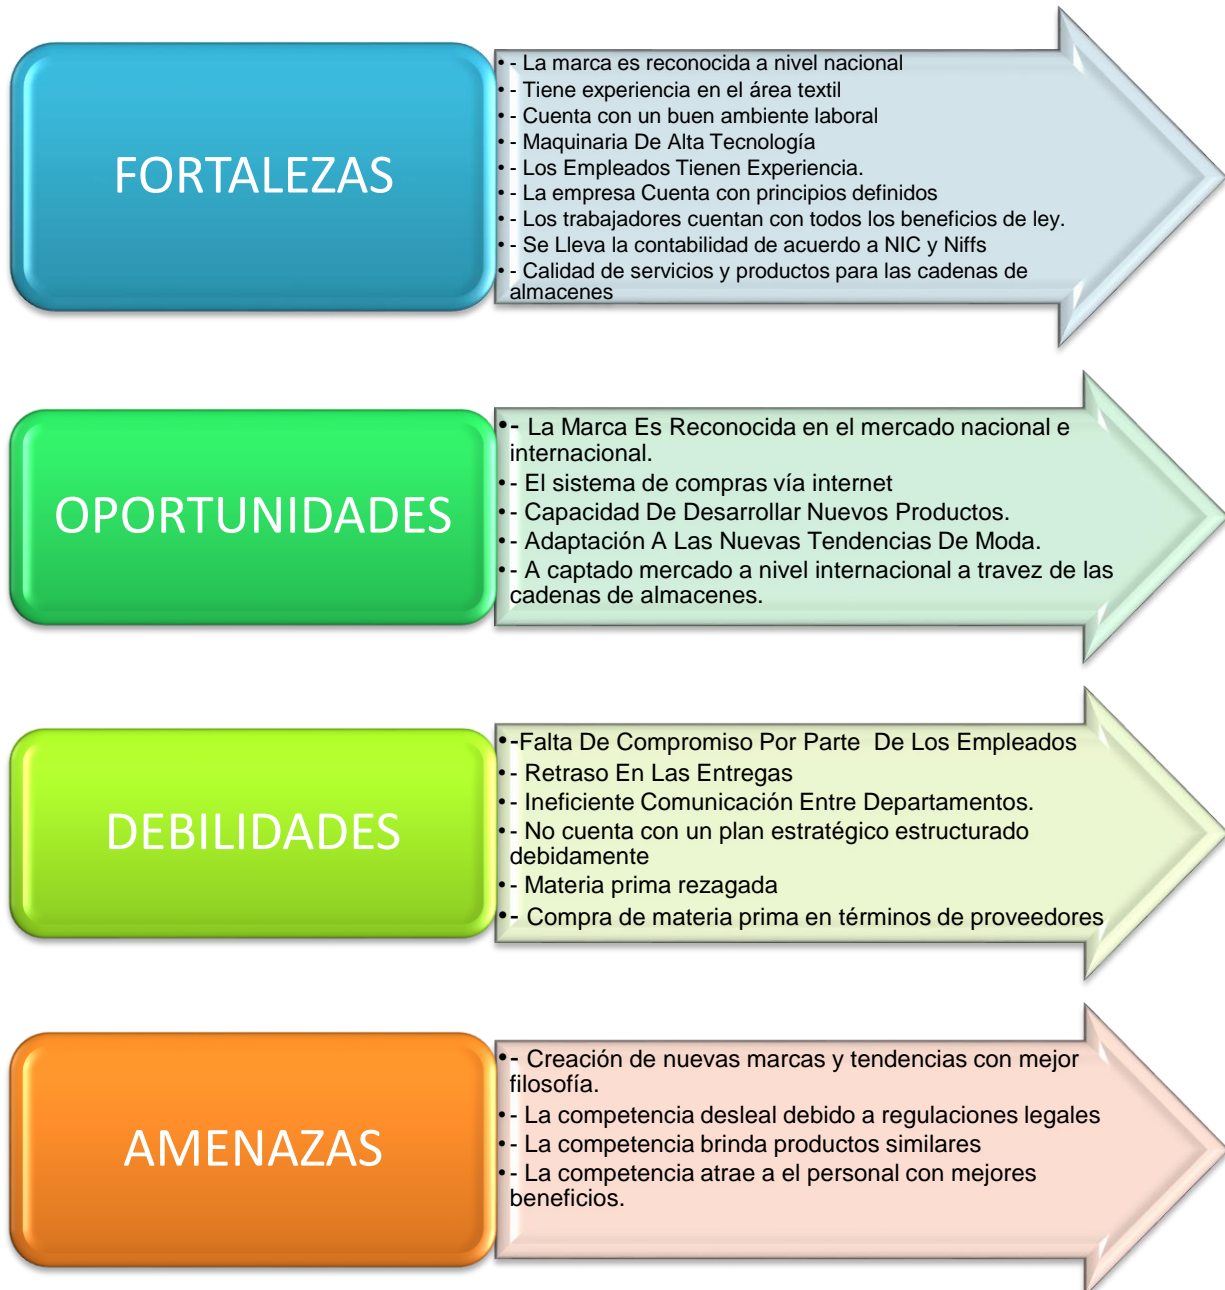 FORTALEZAS
• - La marca es reconocida a nivel nacional
• - Tiene experiencia en el área textil
• - Cuenta con un buen ambiente laboral
• - Maquinaria De Alta Tecnología
• - Los Empleados Tienen Experiencia.
• - La empresa Cuenta con principios definidos
• - Los trabajadores cuentan con todos los beneficios de ley.
• - Se Lleva la contabilidad de acuerdo a NIC y Niffs
• - Calidad de servicios y productos para las cadenas de
almacenes
OPORTUNIDADES
• - La Marca Es Reconocida en el mercado nacional e
internacional.
• - El sistema de compras vía internet
• - Capacidad De Desarrollar Nuevos Productos.
• - Adaptación A Las Nuevas Tendencias De Moda.
• - A captado mercado a nivel internacional a travez de las
cadenas de almacenes.
DEBILIDADES
• -Falta De Compromiso Por Parte  De Los Empleados
• - Retraso En Las Entregas
• - Ineficiente Comunicación Entre Departamentos.
• - No cuenta con un plan estratégico estructurado
debidamente
• - Materia prima rezagada
• - Compra de materia prima en términos de proveedores
AMENAZAS
• - Creación de nuevas marcas y tendencias con mejor
filosofía.
• - La competencia desleal debido a regulaciones legales
• - La competencia brinda productos similares
• - La competencia atrae a el personal con mejores
beneficios.